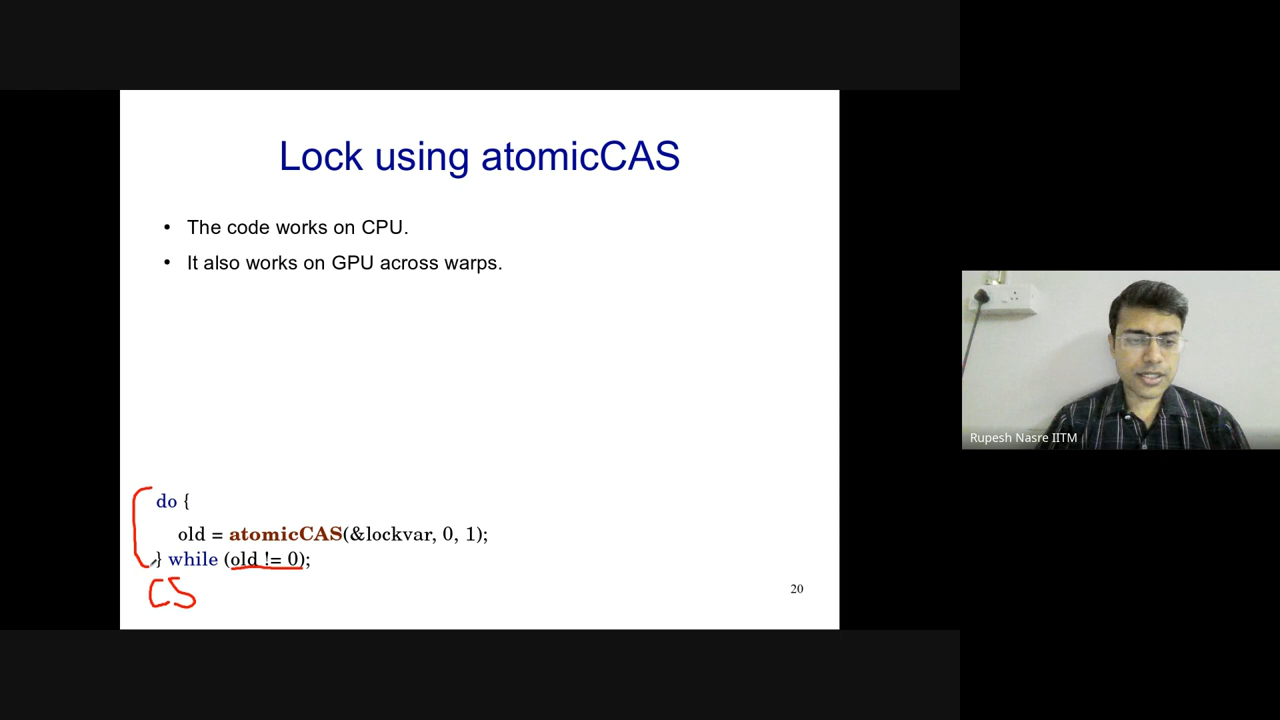 Lock using atomicCAS
• The code works on CPU.
• It also works on GPU across warps.
do {
old = atomicCAS(&lockvar, 0, 1);
} while (old != 0);
CS
20
Rupesh Nasre IITM